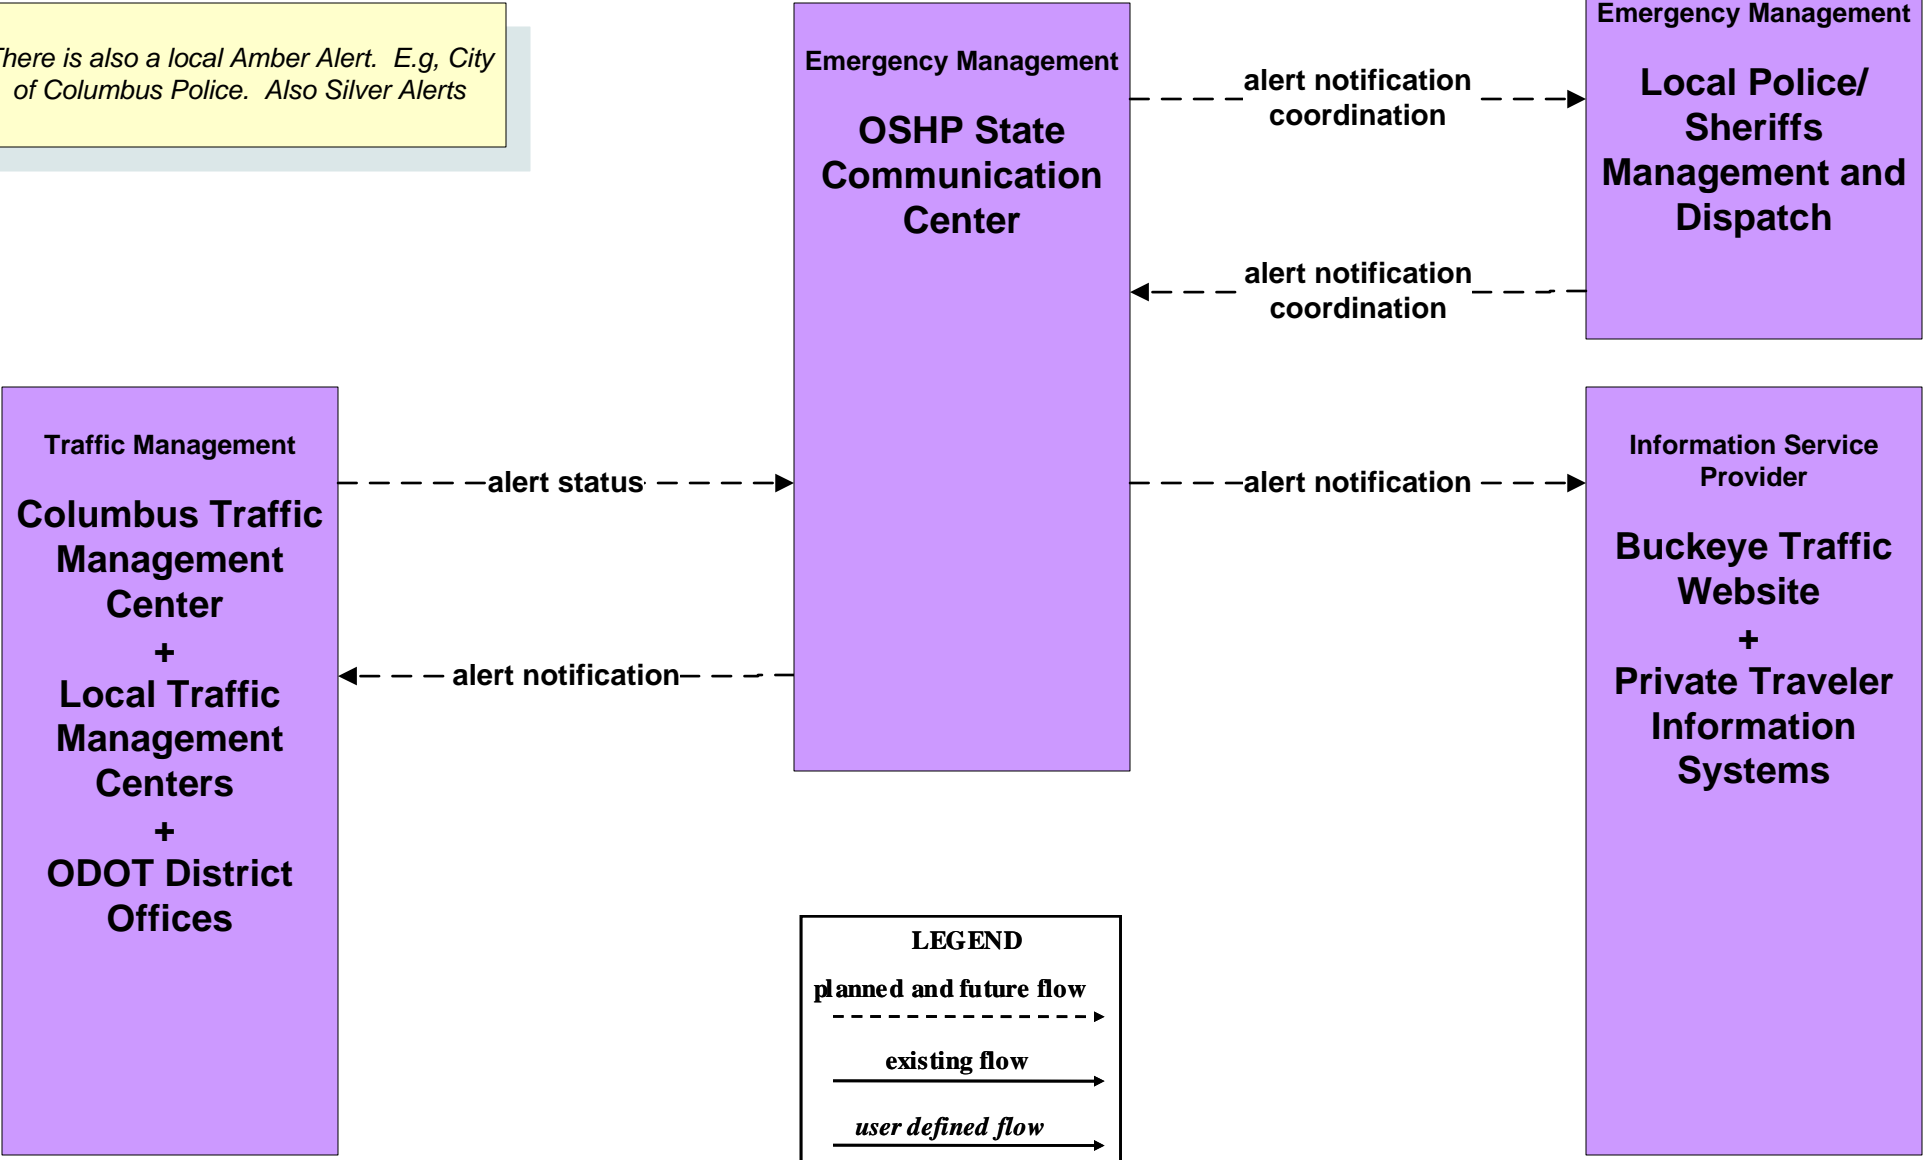 here is also a local Amber Alert.  E.g, City
of Columbus Police.  Also Silver Alerts
Emergency Management
OSHP State
Communication
Center
alert notification
coordination
Emergency Management
Local Police/
Sheriffs
Management and
Dispatch
alert notification
coordination
Traffic Management
Columbus Traffic
Management
Center
+
Local Traffic
Management
Centers
+
ODOT District
Offices
alert status
alert notification
alert notification
Information Service
Provider
Buckeye Traffic
Website
+
Private Traveler
Information
Systems
LEGEND
planned and future flow
existing flow
user defined flow